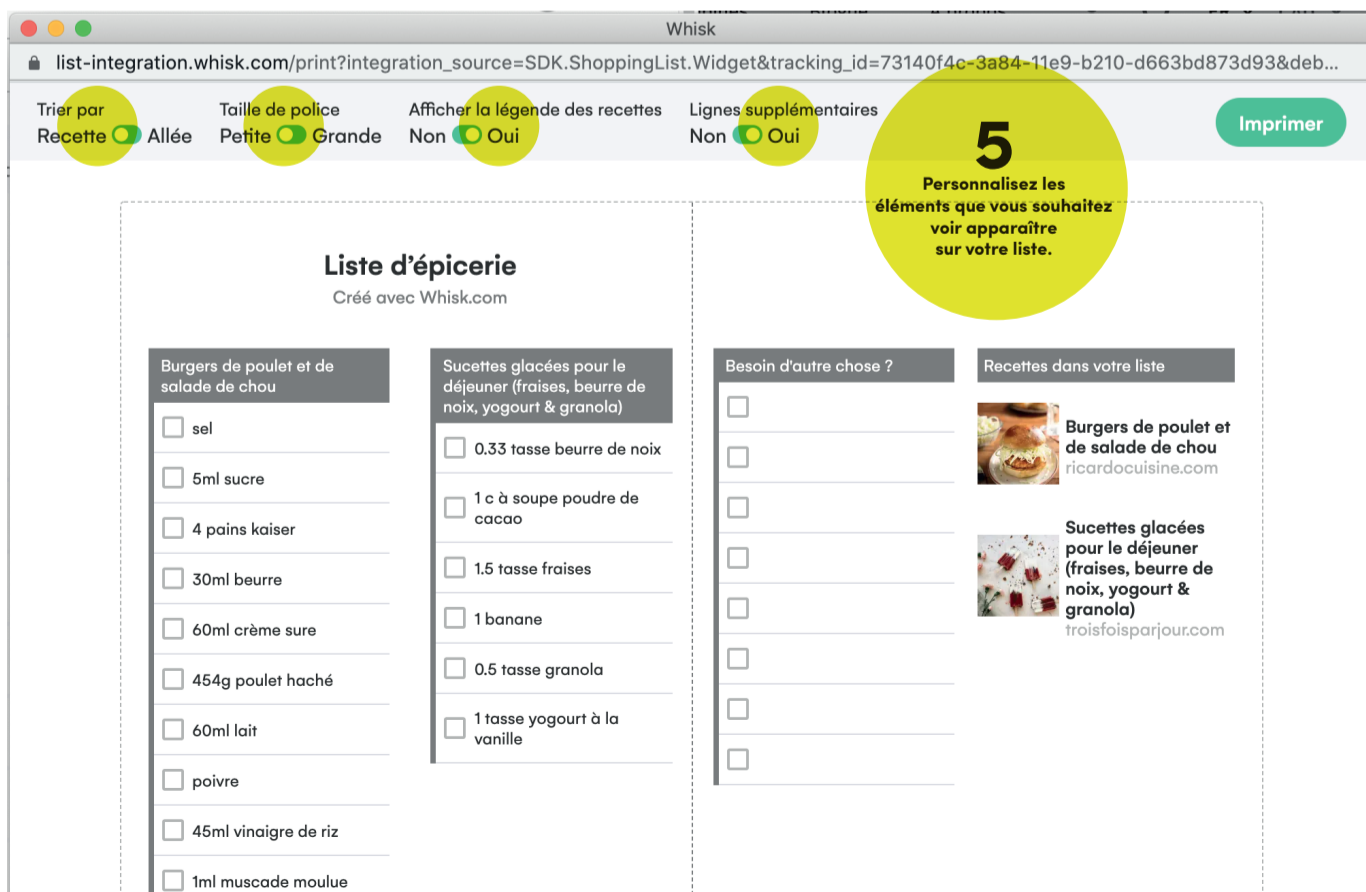 Whisk
list-integration.whisk.com/print?integration_source=SDK.ShoppingList.Widget&tracking_id=73140f4c-3a84-11e9-b210-d663bd873d93&deb...
Trier par
Recette Allée
Taille de police
Petite Grande
Afficher la légende des recettes
Non Oui
Lignes supplémentaires
Non Oui
Imprimer
5
Personnalisez les
éléments que vous souhaitez
voir apparaître
sur votre liste.
Liste d’épicerie
Créé avec Whisk.com
Burgers de poulet et de
salade de chou
sel
5ml sucre
4 pains kaiser
30ml beurre
60ml crème sure
454g poulet haché
60ml lait
poivre
45ml vinaigre de riz
1ml muscade moulue
Sucettes glacées pour le
déjeuner (fraises, beurre de
noix, yogourt & granola)
0.33 tasse beurre de noix
1 c à soupe poudre de
cacao
1.5 tasse fraises
1 banane
0.5 tasse granola
1 tasse yogourt à la
vanille
Besoin d'autre chose ?
Recettes dans votre liste
Burgers de poulet et
de salade de chou
ricardocuisine.com
Sucettes glacées
pour le déjeuner
(fraises, beurre de
noix, yogourt &
granola)
troisfoisparjour.com